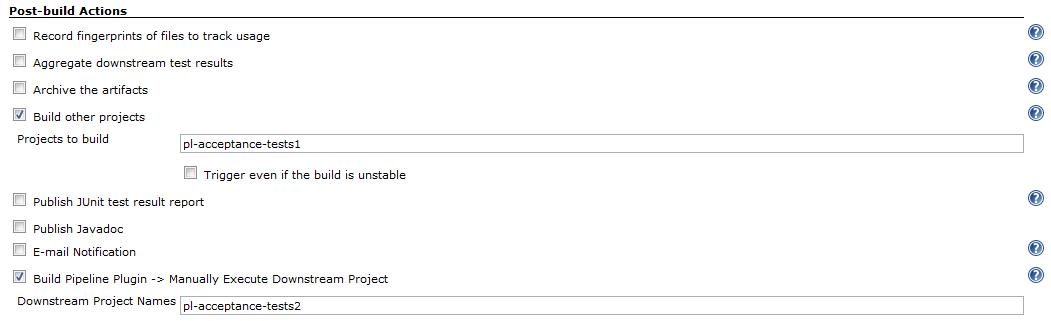 Post-build Actions
Record fingerprints of files to track usage
Aggregate downstream test results
Archive the artifacts
Build other projects
Projects to build pl-acceptance-tests1
Trigger even if the build is unstable
Publish JUnit test result report
Publish Javadoc
E-mail Notification
Build Pipeline Plugin -> Manually Execute Downstream Project
Downstream Project Names pl-acceptance-tests2